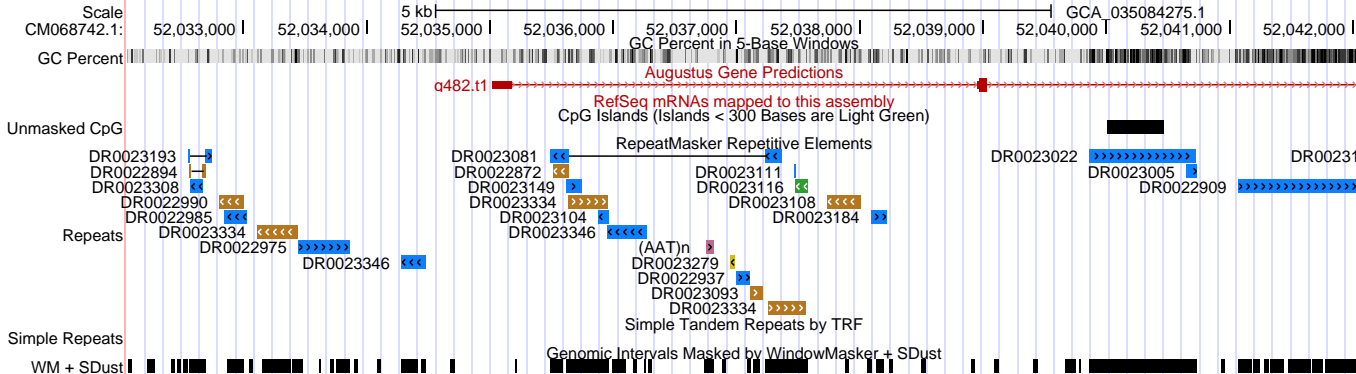 Scale 5 kb GCA_035084275.1
CM068742.1: 52,033,000 52,034,000 52,035,000 52,036,000 52,037,000 52,038,000 52,039,000 52,040,000 52,041,000 52,042,000
GC Percent in 5-Base Windows
GC Percent
Augustus Gene Predictions
g482.t1
RefSeq mRNAs mapped to this assembly
CpG Islands (Islands < 300 Bases are Light Green)
Unmasked CpG
RepeatMasker Repetitive Elements
DR0023193 DR0023081 DR0023022 DR00231
DR0022894 DR0022872 DR0023111 DR0023005
DR0023308 DR0023149 DR0023116 DR0022909
DR0022990 DR0023334 DR0023108
DR0022985 DR0023104 DR0023184
DR0023334 DR0023346
Repeats
DR0022975 (AAT)n
DR0023346 DR0023279
DR0022937
DR0023093
DR0023334
Simple Tandem Repeats by TRF
Simple Repeats
Genomic Intervals Masked by WindowMasker + SDust
WM + SDust